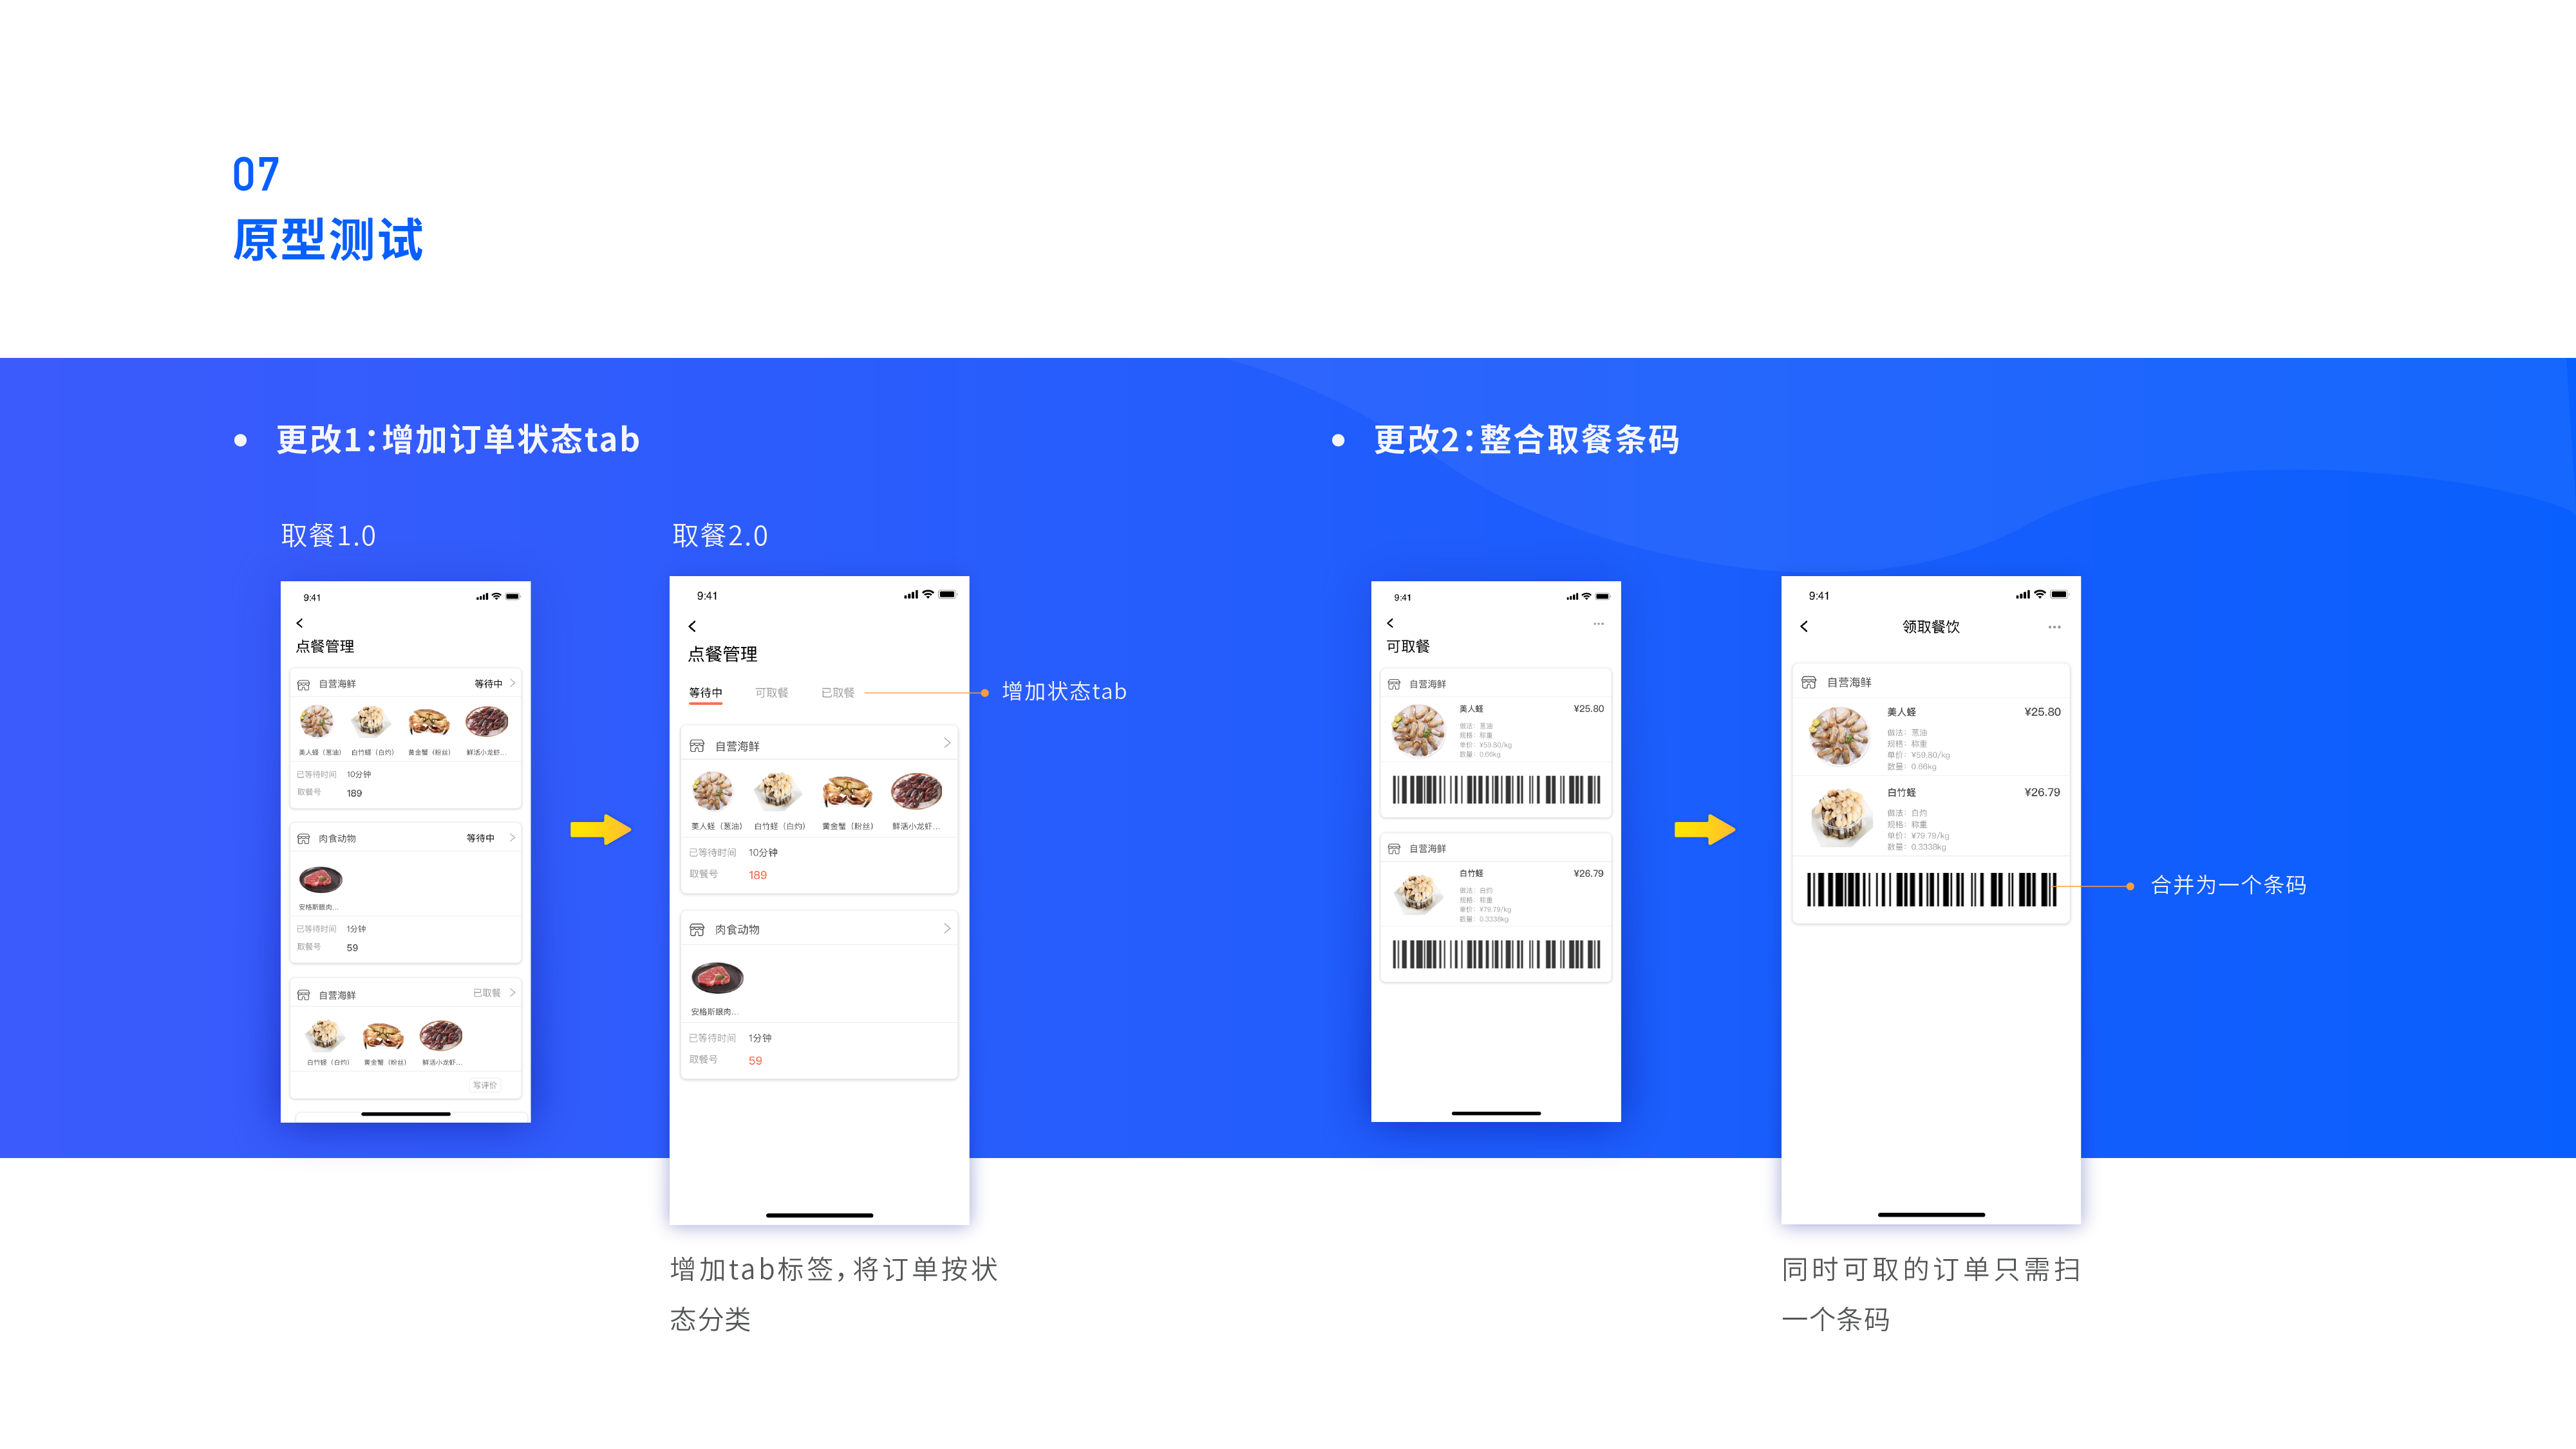 07
原型测试
更改1：增加订单状态tab
取餐1.0
取餐2.0
9:41
点餐管理
自营海鲜
等待中
美人蛏（葱油）
白竹蛏（白灼）
黄金蟹（粉丝）
鲜活小龙虾...
已等待时间
10分钟
取餐号
189
肉食动物
等待中
安格斯眼肉...
已等待时间
1分钟
取餐号
59
自营海鲜
已取餐
白竹蛏（白灼）
黄金蟹（粉丝）
鲜活小龙虾...
写评价
9:41
点餐管理
等待中
可取餐
已取餐
增加状态tab
自营海鲜
美人蛏（葱油）
白竹蛏（白灼）
黄金蟹（粉丝）
鲜活小龙虾...
已等待时间
10分钟
取餐号
189
肉食动物
安格斯眼肉...
已等待时间
1分钟
取餐号
59
增加tab标签，将订单按状
态分类
更改2：整合取餐条码
9:41
可取餐
自营海鲜
美人蛏
¥25.80
做法：葱油
规格：称重
单价：¥59.80/kg
数量：0.66kg
自营海鲜
白竹蛏
¥26.79
做法：白灼
规格：称重
单价：¥79.79/kg
数量：0.3338kg
9:41
领取餐饮
自营海鲜
美人蛏
¥25.80
做法：葱油
规格：称重
单价：¥59.80/kg
数量：0.66kg
白竹蛏
¥26.79
做法：白灼
规格：称重
单价：¥79.79/kg
数量：0.3338kg
合并为一个条码
同时可取的订单只需扫
一个条码